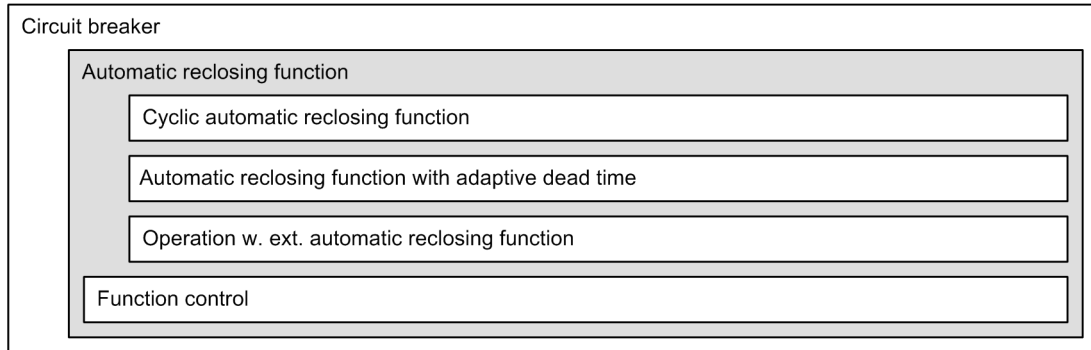 Circuit breaker
Automatic reclosing function
Cyclic automatic reclosing function
Automatic reclosing function with adaptive dead time
Operation w. ext. automatic reclosing function
Function control